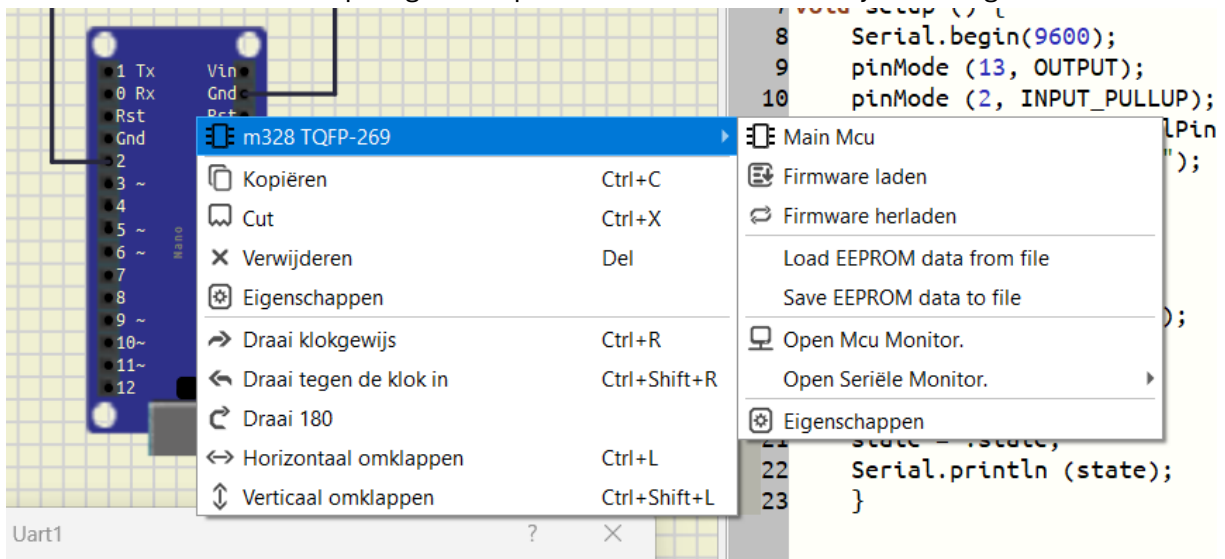 8 Serial.begin(9600);
9 pinMode (13, OUTPUT);
10 pinMode (2, INPUT_PULLUP);
lPin
");
);
22 Serial.println (state);
23 }
1 Tx Vin
0 Rx Gnd
Rst
Gnd
2
3 ~
4
5 ~
6 ~
7
8
9 ~
10~
11~
12
Nano
m328 TQFP-269
Kopiëren Ctrl+C
Cut Ctrl+X
Verwijderen Del
Eigenschappen
Draai klokgewijs Ctrl+R
Draai tegen de klok in Ctrl+Shift+R
Draai 180
Horizontaal omklappen Ctrl+L
Verticaal omklappen Ctrl+Shift+L
Main Mcu
Firmware laden
Firmware herladen
Load EEPROM data from file
Save EEPROM data to file
Open Mcu Monitor.
Open Seriële Monitor.
Eigenschappen
Uart1 ?